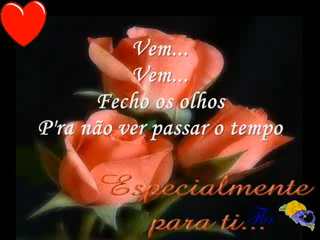 Vem...
Vem...
Fecho os olhos
P'ra não ver passar o tempo
Especialmente
para ti...